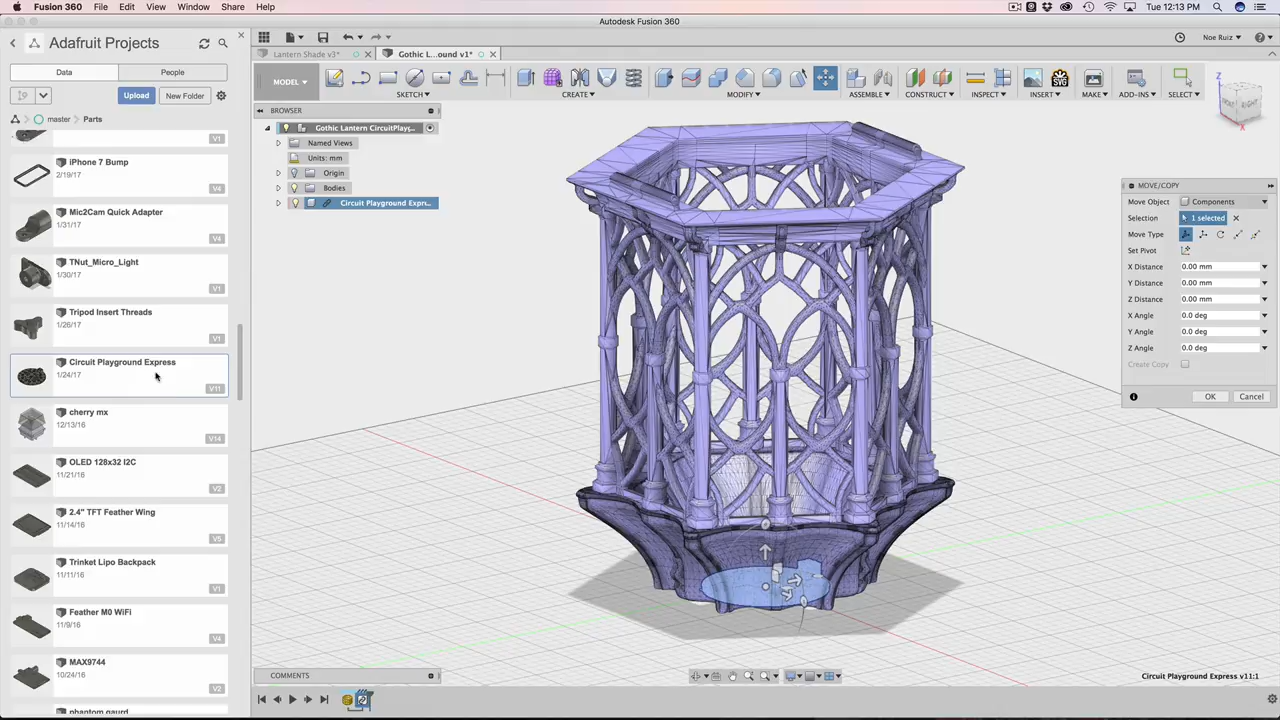 Fusion 360 File Edit View Window Share Help
Tue 12:13 PM Noe Ruiz
Autodesk Fusion 360
Adafruit Projects
Data People
Upload New Folder
master > Parts
V1
iPhone 7 Bump
2/19/17
V4
Mic2Cam Quick Adapter
1/31/17
V4
TNut_Micro_Light
1/30/17
V1
Tripod Insert Threads
1/26/17
V1
Circuit Playground Express
1/24/17
V11
cherry mx
12/13/16
V14
OLED 128x32 I2C
11/21/16
V2
2.4" TFT Feather Wing
11/14/16
V5
Trinket Lipo Backpack
11/11/16
V1
Feather M0 WiFi
11/9/16
V4
MAX9744
10/24/16
V2
phantom gaurd
Noe Ruiz
Lantern Shade v3* Gothic L...ound v1*
MODEL
SKETCH CREATE MODIFY ASSEMBLE CONSTRUCT INSPECT INSERT MAKE ADD-INS SELECT
BROWSER
Gothic Lantern CircuitPlayg...
Named Views
Units: mm
Origin
Bodies
Circuit Playground Expr...
Z
X
MOVE/COPY
Move Object Components
Selection 1 selected
Move Type
Set Pivot
X Distance 0.00 mm
Y Distance 0.00 mm
Z Distance 0.00 mm
X Angle 0.0 deg
Y Angle 0.0 deg
Z Angle 0.0 deg
Create Copy
OK Cancel
COMMENTS
Circuit Playground Express v11:1